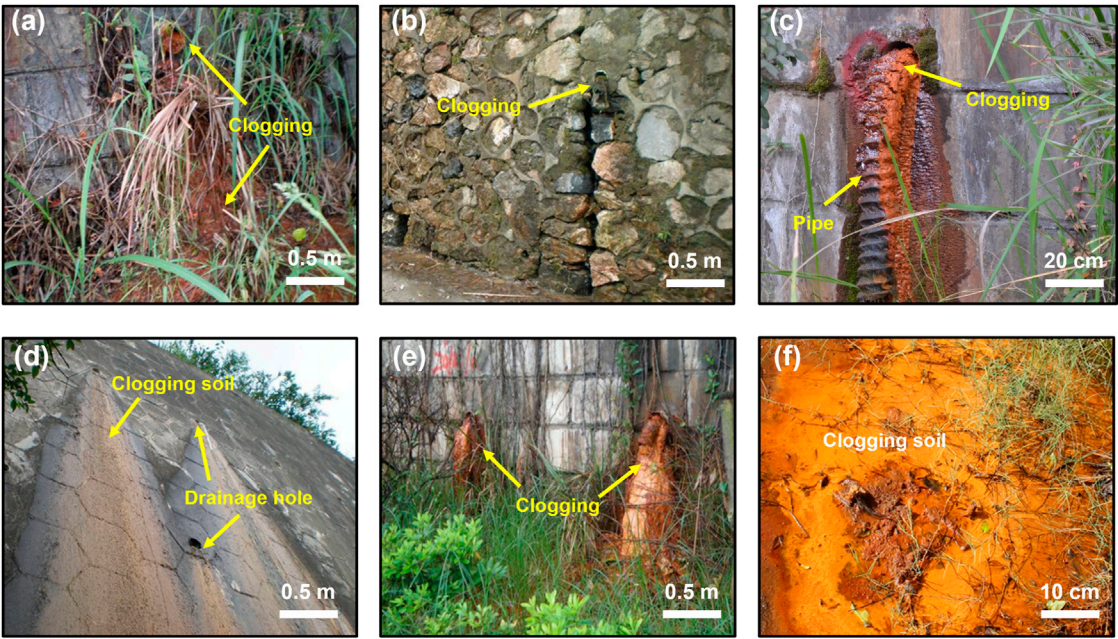 (a)
Clogging
0.5 m
(b)
Clogging
0.5 m
(c)
Clogging
Pipe
20 cm
(d)
Clogging soil
Drainage hole
0.5 m
(e)
Clogging
0.5 m
(f)
Clogging soil
10 cm